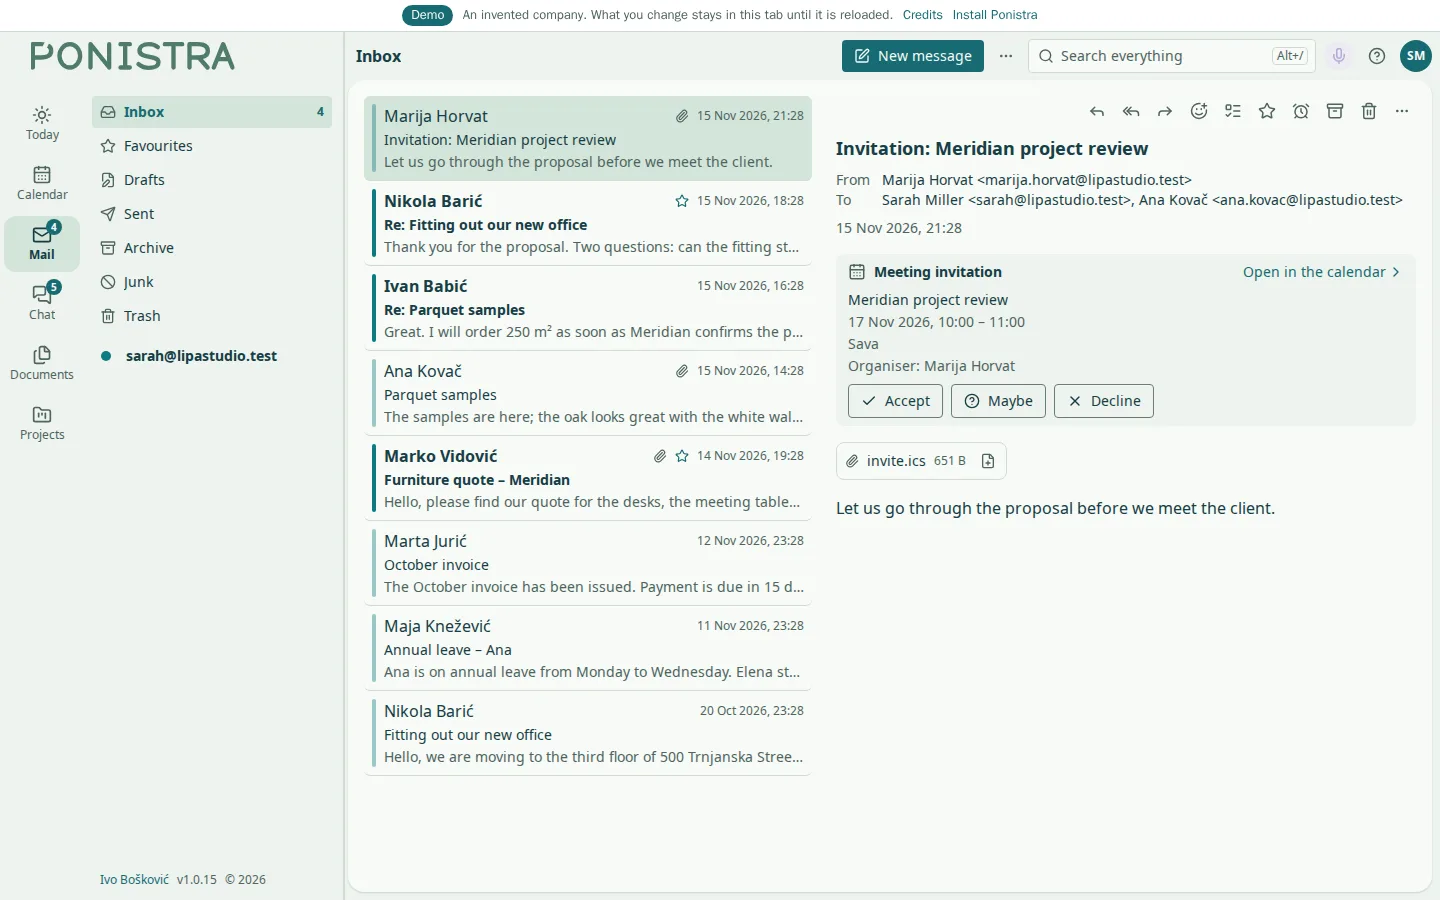 Demo An invented company. What you change stays in this tab until it is reloaded. Credits Install Ponistra
PONISTRA
Inbox
New message
Search everything Alt+/
SM
Today
Calendar
4
Mail
5
Chat
Documents
Projects
Inbox 4
Favourites
Drafts
Sent
Archive
Junk
Trash
sarah@lipastudio.test
Ivo Bošković v1.0.15 © 2026
Marija Horvat 15 Nov 2026, 21:28
Invitation: Meridian project review
Let us go through the proposal before we meet the client.
Nikola Barić 15 Nov 2026, 18:28
Re: Fitting out our new office
Thank you for the proposal. Two questions: can the fitting st...
Ivan Babić 15 Nov 2026, 16:28
Re: Parquet samples
Great. I will order 250 m² as soon as Meridian confirms the p...
Ana Kovač 15 Nov 2026, 14:28
Parquet samples
The samples are here; the oak looks great with the white wal...
Marko Vidović 14 Nov 2026, 19:28
Furniture quote – Meridian
Hello, please find our quote for the desks, the meeting table...
Marta Jurić 12 Nov 2026, 23:28
October invoice
The October invoice has been issued. Payment is due in 15 d...
Maja Knežević 11 Nov 2026, 23:28
Annual leave – Ana
Ana is on annual leave from Monday to Wednesday. Elena st...
Nikola Barić 20 Oct 2026, 23:28
Fitting out our new office
Hello, we are moving to the third floor of 500 Trnjanska Stree...
Invitation: Meridian project review
From Marija Horvat <marija.horvat@lipastudio.test>
To Sarah Miller <sarah@lipastudio.test>, Ana Kovač <ana.kovac@lipastudio.test>
15 Nov 2026, 21:28
Meeting invitation Open in the calendar
Meridian project review
17 Nov 2026, 10:00 – 11:00
Sava
Organiser: Marija Horvat
Accept Maybe Decline
invite.ics 651 B
Let us go through the proposal before we meet the client.